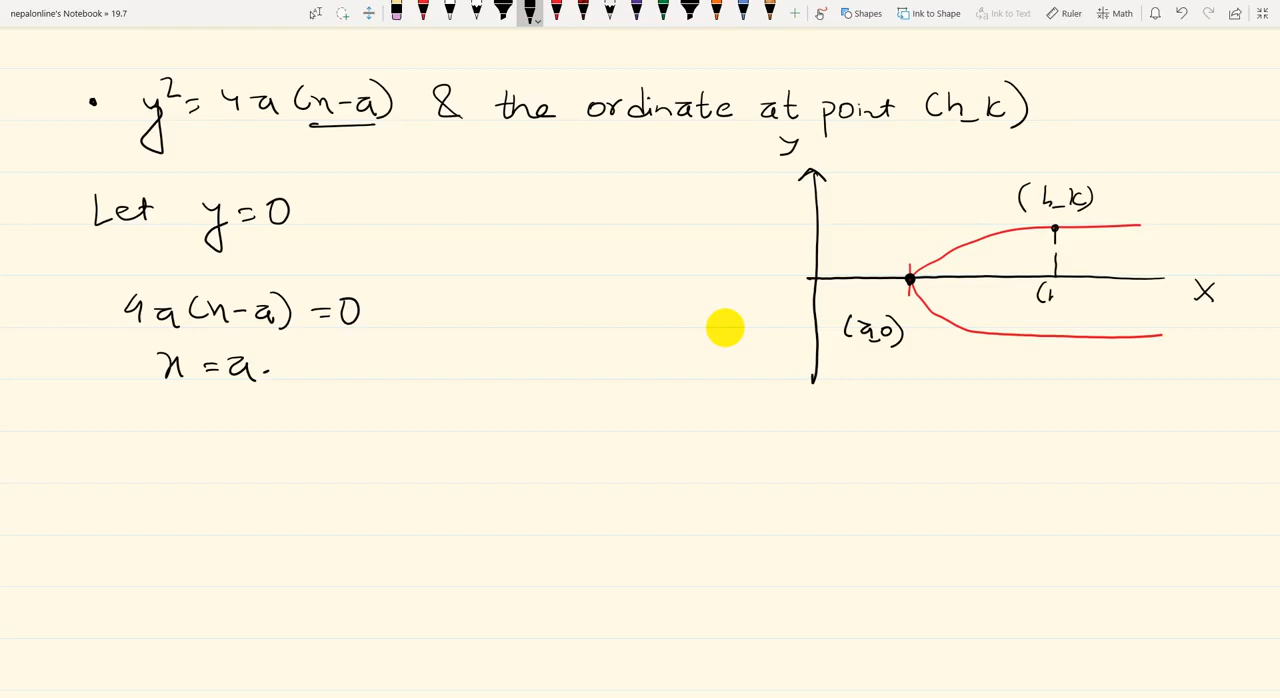 nepalonline's Notebook » 19.7
Shapes Ink to Shape Ink to Text Ruler Math
• y² = 4a (x-a) & the ordinate at point (h,k)
y
Let y = 0
(h,k)
4a(x-a) = 0
(h
X
(a,0)
x = a.